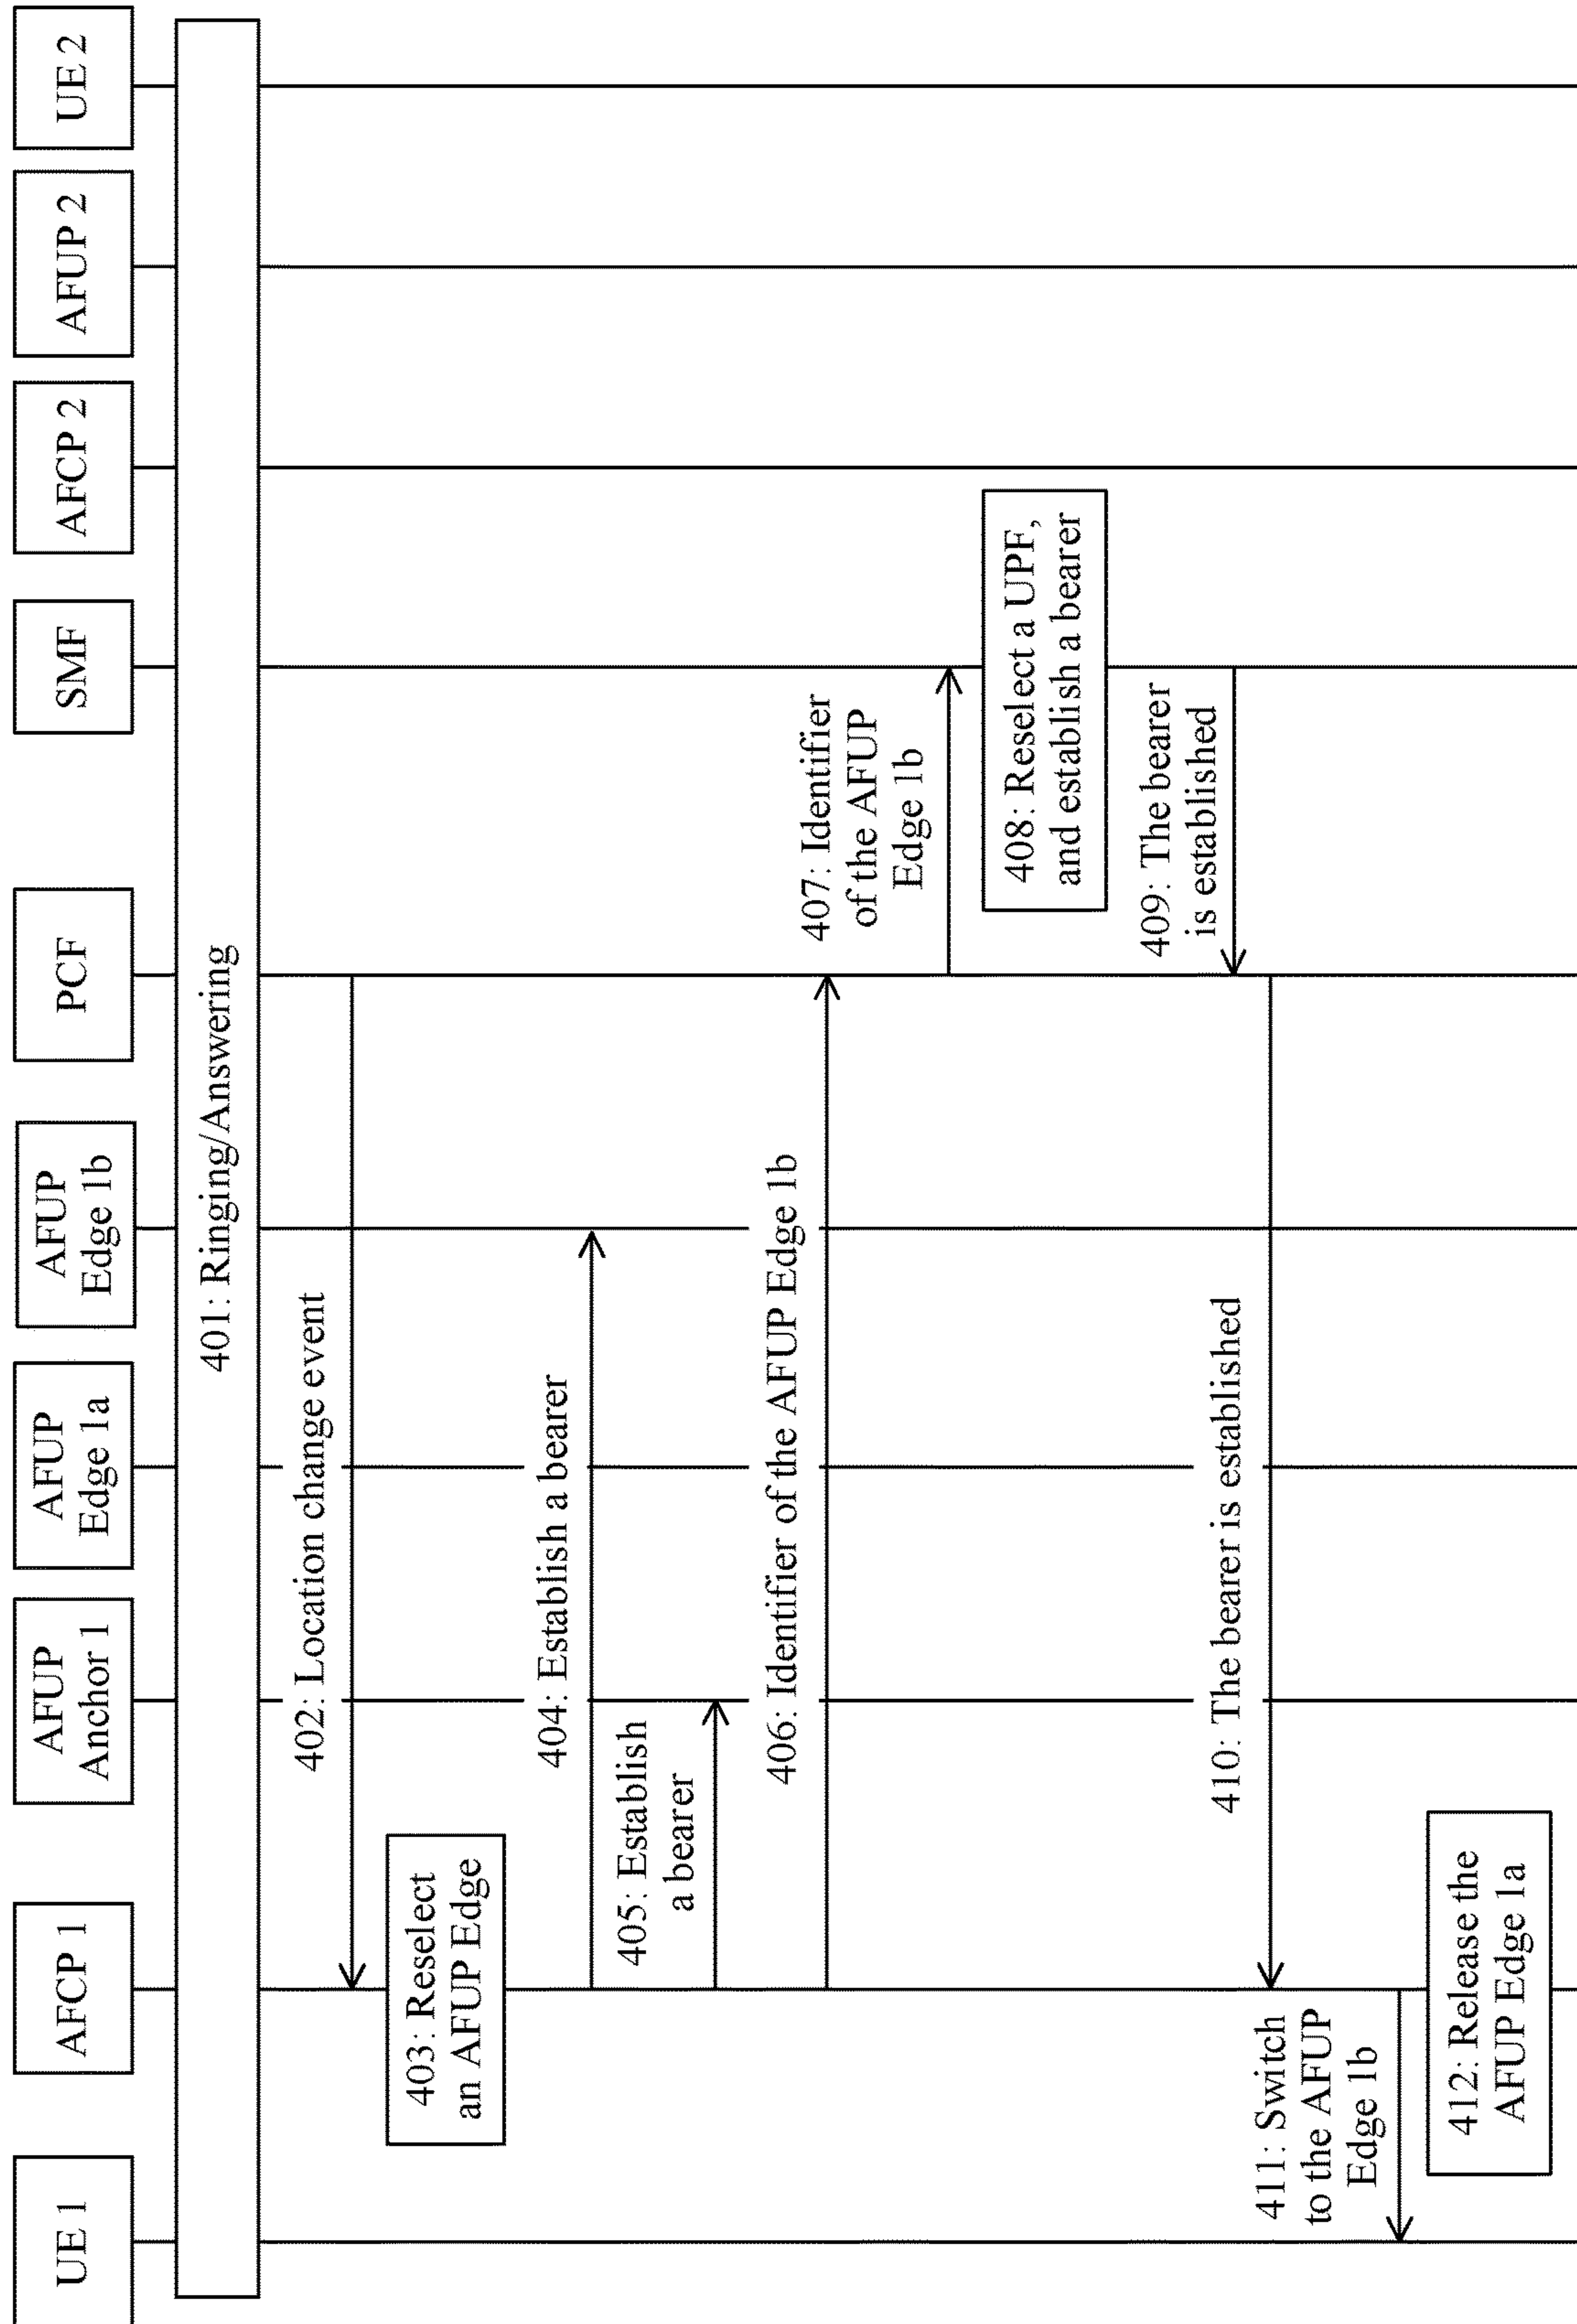 UE 1
AFCP 1
AFUP
Anchor 1
AFUP
Edge 1a
AFUP
Edge 1b
PCF
SMF
AFCP 2
AFUP 2
UE 2
401: Ringing/Answering
402: Location change event
403: Reselect
an AFUP Edge
404: Establish a bearer
405: Establish
a bearer
406: Identifier of the AFUP Edge 1b
407: Identifier
of the AFUP
Edge 1b
408: Reselect a UPF,
and establish a bearer
409: The bearer
is established
410: The bearer is established
411: Switch
to the AFUP
Edge 1b
412: Release the
AFUP Edge 1a